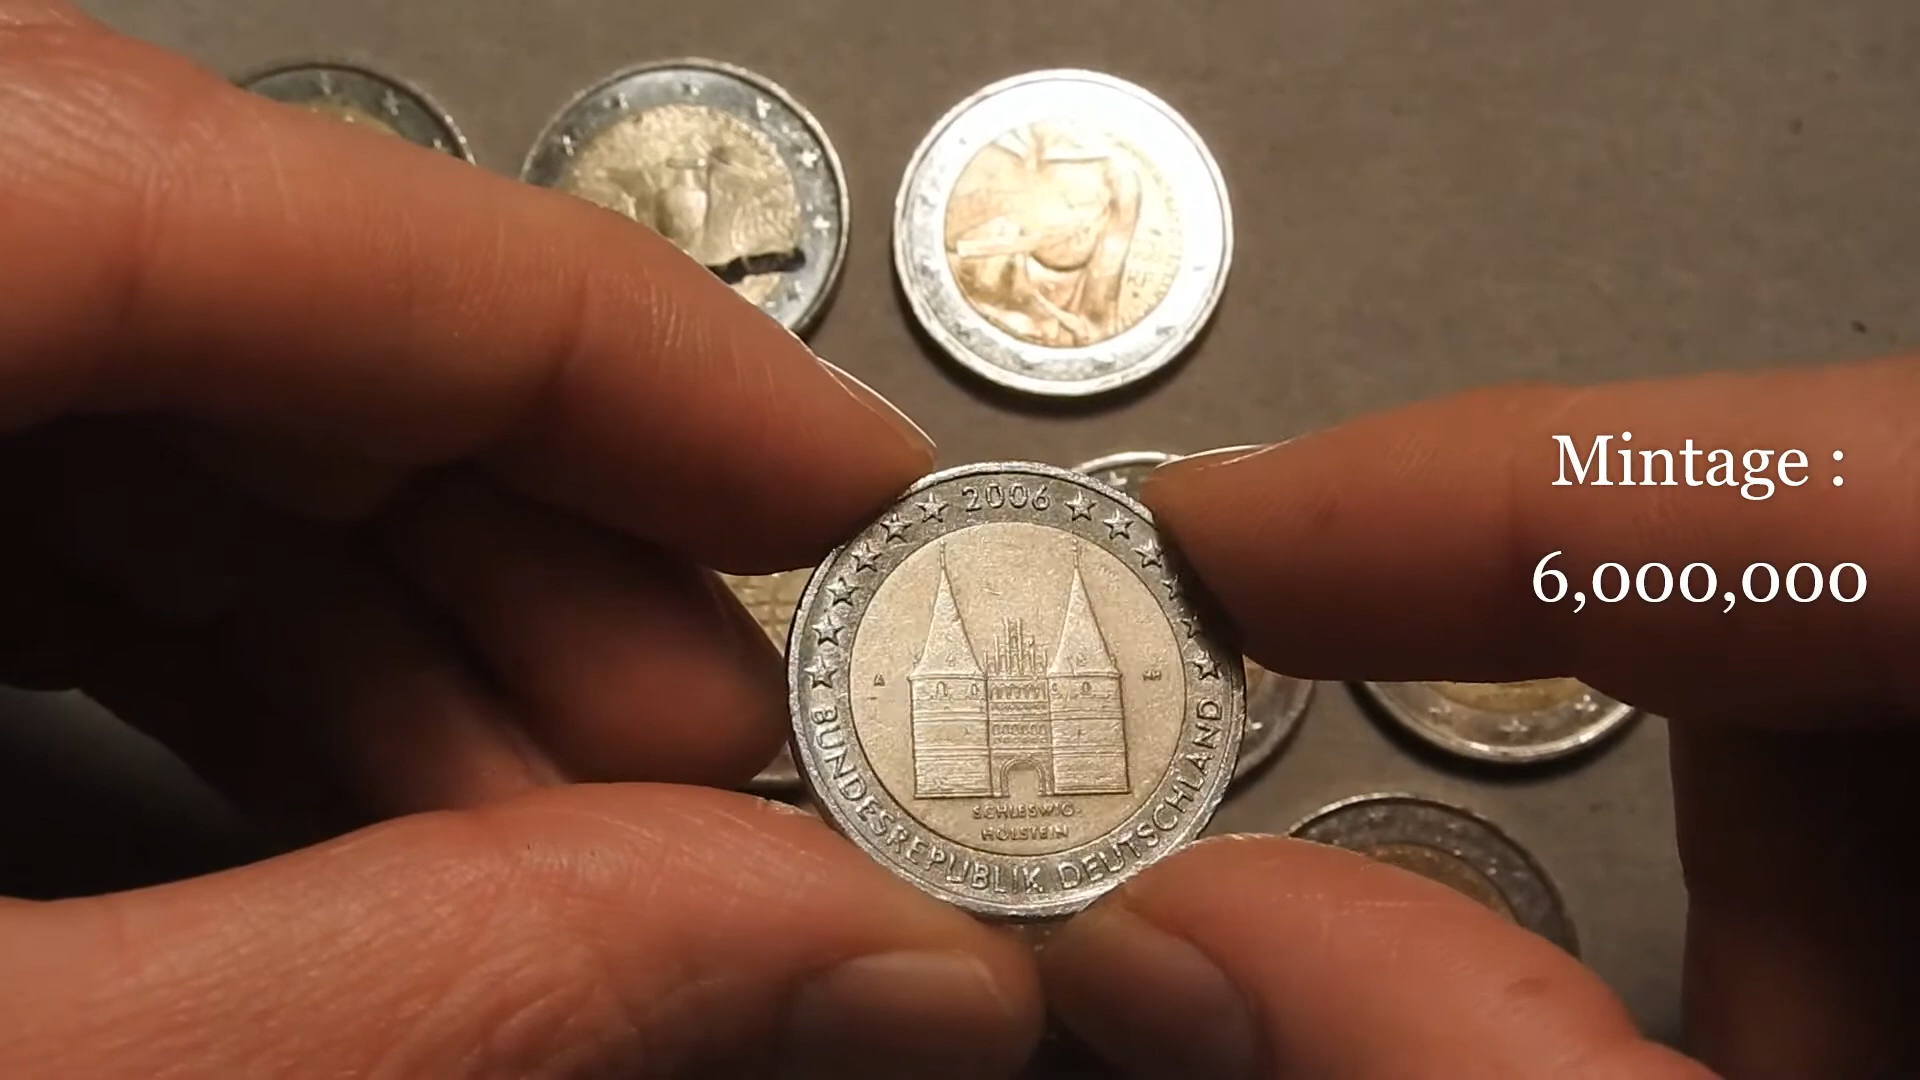 2006
A
SCHLESWIG-
HOLSTEIN
BUNDESREPUBLIK DEUTSCHLAND
Mintage :
6,000,000